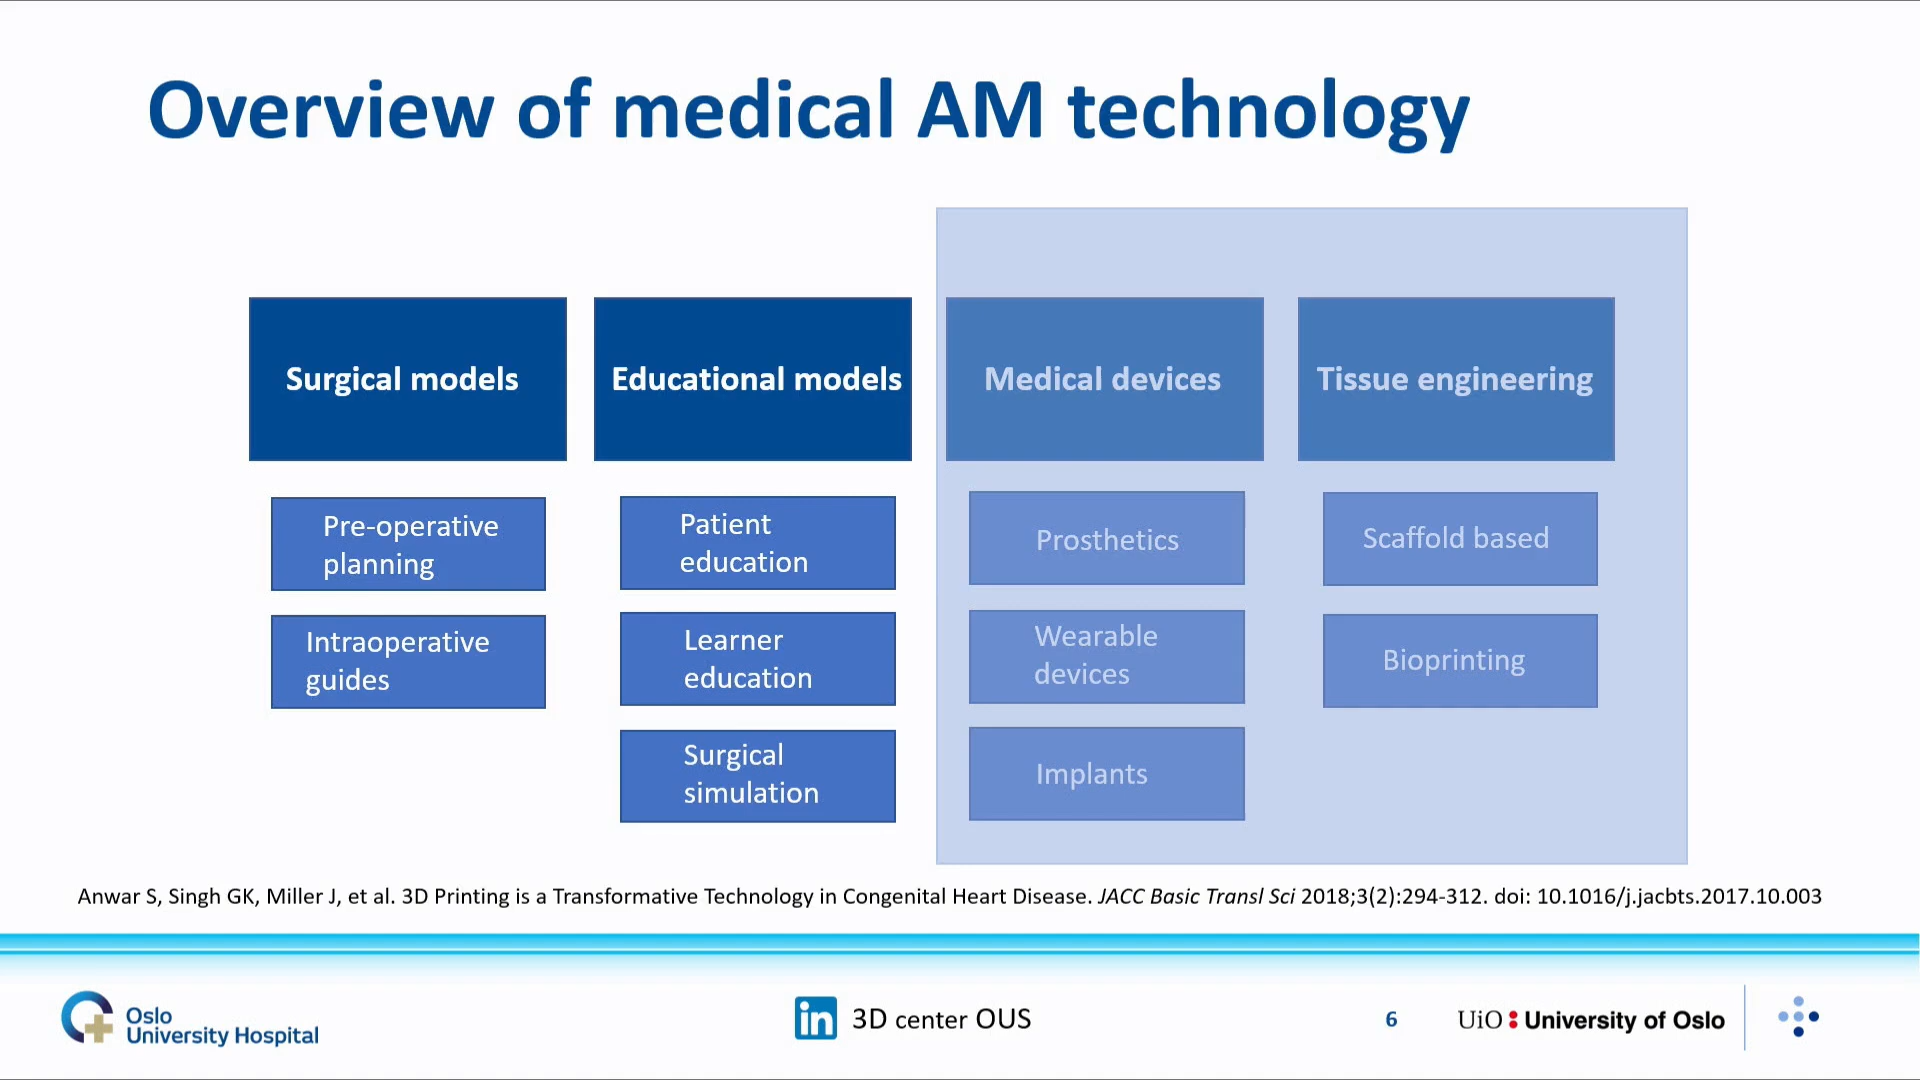 Overview of medical AM technology
Surgical models
Educational models
Medical devices
Tissue engineering
Pre-operative
planning
Intraoperative
guides
Patient
education
Learner
education
Surgical
simulation
Prosthetics
Wearable
devices
Implants
Scaffold based
Bioprinting
Anwar S, Singh GK, Miller J, et al. 3D Printing is a Transformative Technology in Congenital Heart Disease. JACC Basic Transl Sci 2018;3(2):294-312. doi: 10.1016/j.jacbts.2017.10.003
Oslo
University Hospital
in 3D center OUS
6
UiO University of Oslo